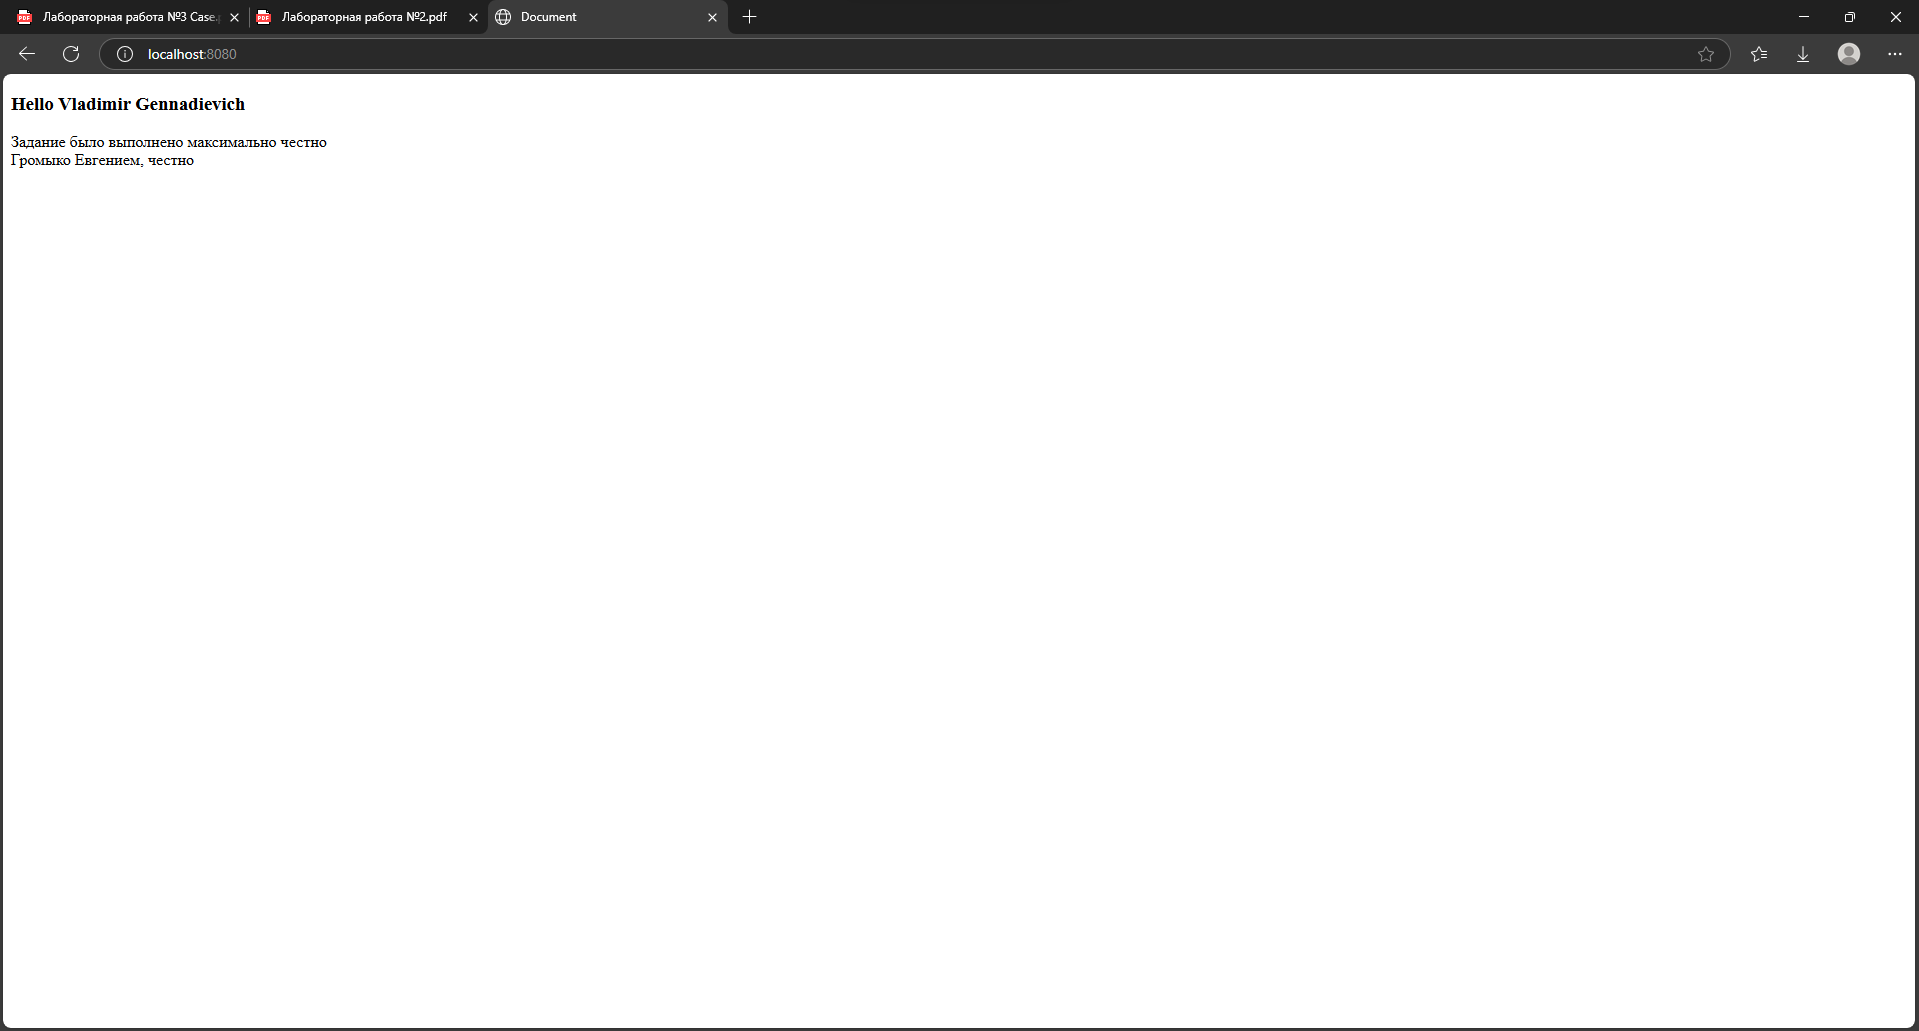 Лабораторная работа №3 Case.
Лабораторная работа №2.pdf
Document
localhost:8080
Hello Vladimir Gennadievich
Задание было выполнено максимально честно
Громыко Евгением, честно